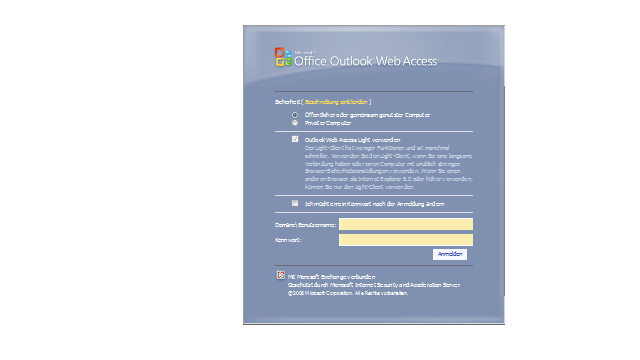 Microsoft
Office Outlook Web Access
Sicherheit ( Beschreibung einblenden )
Öffentlicher oder gemeinsam genutzter Computer
Privater Computer
Outlook Web Access Light verwenden
Der Light-Client hat weniger Funktionen und ist manchmal
schneller. Verwenden Sie den Light-Client, wenn Sie eine langsame
Verbindung haben oder einen Computer mit unüblich strengen
Browser-Sicherheitseinstellungen verwenden. Wenn Sie einen
anderen Browser als Internet Explorer 6.0 oder höher verwenden,
können Sie nur den Light-Client verwenden.
Ich möchte mein Kennwort nach der Anmeldung ändern
Domäne\Benutzername:
Kennwort:
Anmelden
Mit Microsoft Exchange verbunden
Geschützt durch Microsoft Internet Security and Acceleration Server
©2006 Microsoft Corporation. Alle Rechte vorbehalten.